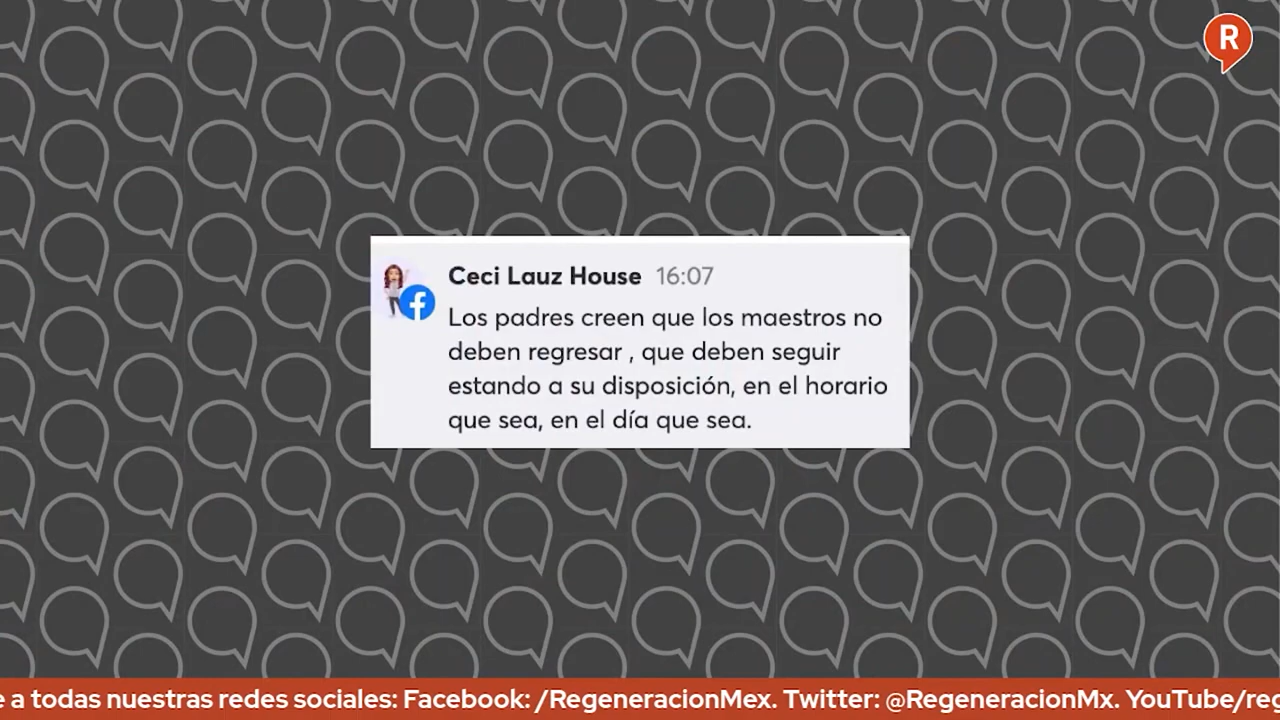 R
Ceci Lauz House 16:07
Los padres creen que los maestros no
deben regresar , que deben seguir
estando a su disposición, en el horario
que sea, en el día que sea.
e a todas nuestras redes sociales: Facebook: /RegeneracionMex. Twitter: @RegeneracionMx. YouTube/reg